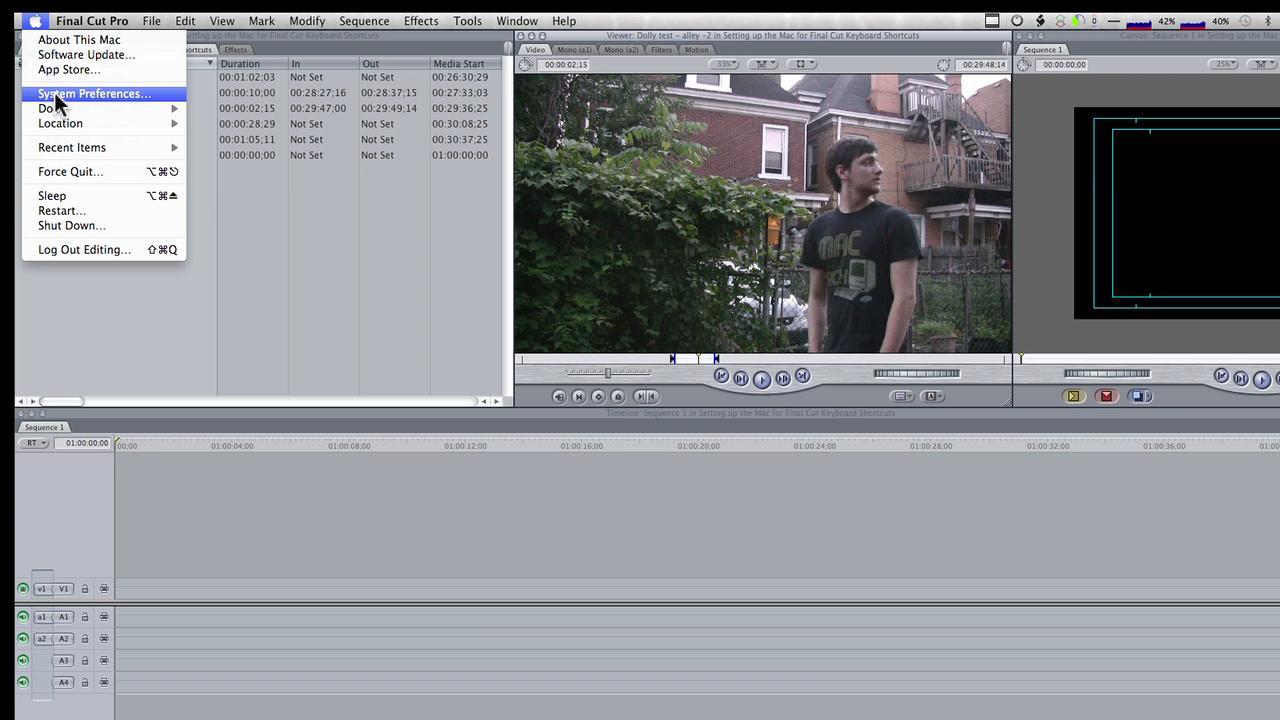 Final Cut Pro File Edit View Mark Modify Sequence Effects Tools Window Help 0 42% 40%
About This Mac
Software Update...
App Store...
System Preferences...
Location
Recent Items
Force Quit... ⌥⌘⎋
Sleep ⌥⌘⏏
Restart...
Shut Down...
Log Out Editing... ⇧⌘Q
etting up the Mac for Final Cut Keyboard Shortcuts
ortcuts Effects
Duration In Out Media Start
00:01:02;03 Not Set Not Set 00:26:30;29
00:28:27;16 00:28:37;15
00:00:02;15 00:29:47;00 00:29:49;14 00:29:36;23
00:00:28;29 Not Set Not Set 00:30:08;25
00:01:05;11 Not Set Not Set 00:30:37;25
00:00:00;00 Not Set Not Set 01:00:00;00
Viewer: Dolly test - alley -2 in Setting up the Mac for Final Cut Keyboard Shortcuts
Video Mono (a1) Mono (a2) Filters Motion
00:00:02;15 33% 00:29:48;14
MAC
Canvas: Sequence 1 in Setting up the Mac
Sequence 1
00:00:00;00 25%
Timeline: Sequence 1 in Setting up the Mac for Final Cut Keyboard Shortcuts
Sequence 1
RT 01:00:00;00 00;00 01:00:04;00 01:00:08;00 01:00:12;00 01:00:16;00 01:00:20;00 01:00:24;00 01:00:28;00 01:00:32;00 01:00:36;00
v1 V1
a1 A1
a2 A2
A3
A4